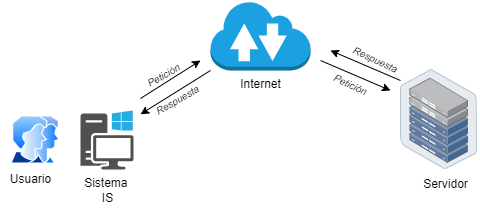 Petición
Respuesta
Internet
Respuesta
Petición
Usuario
Sistema
IS
Servidor